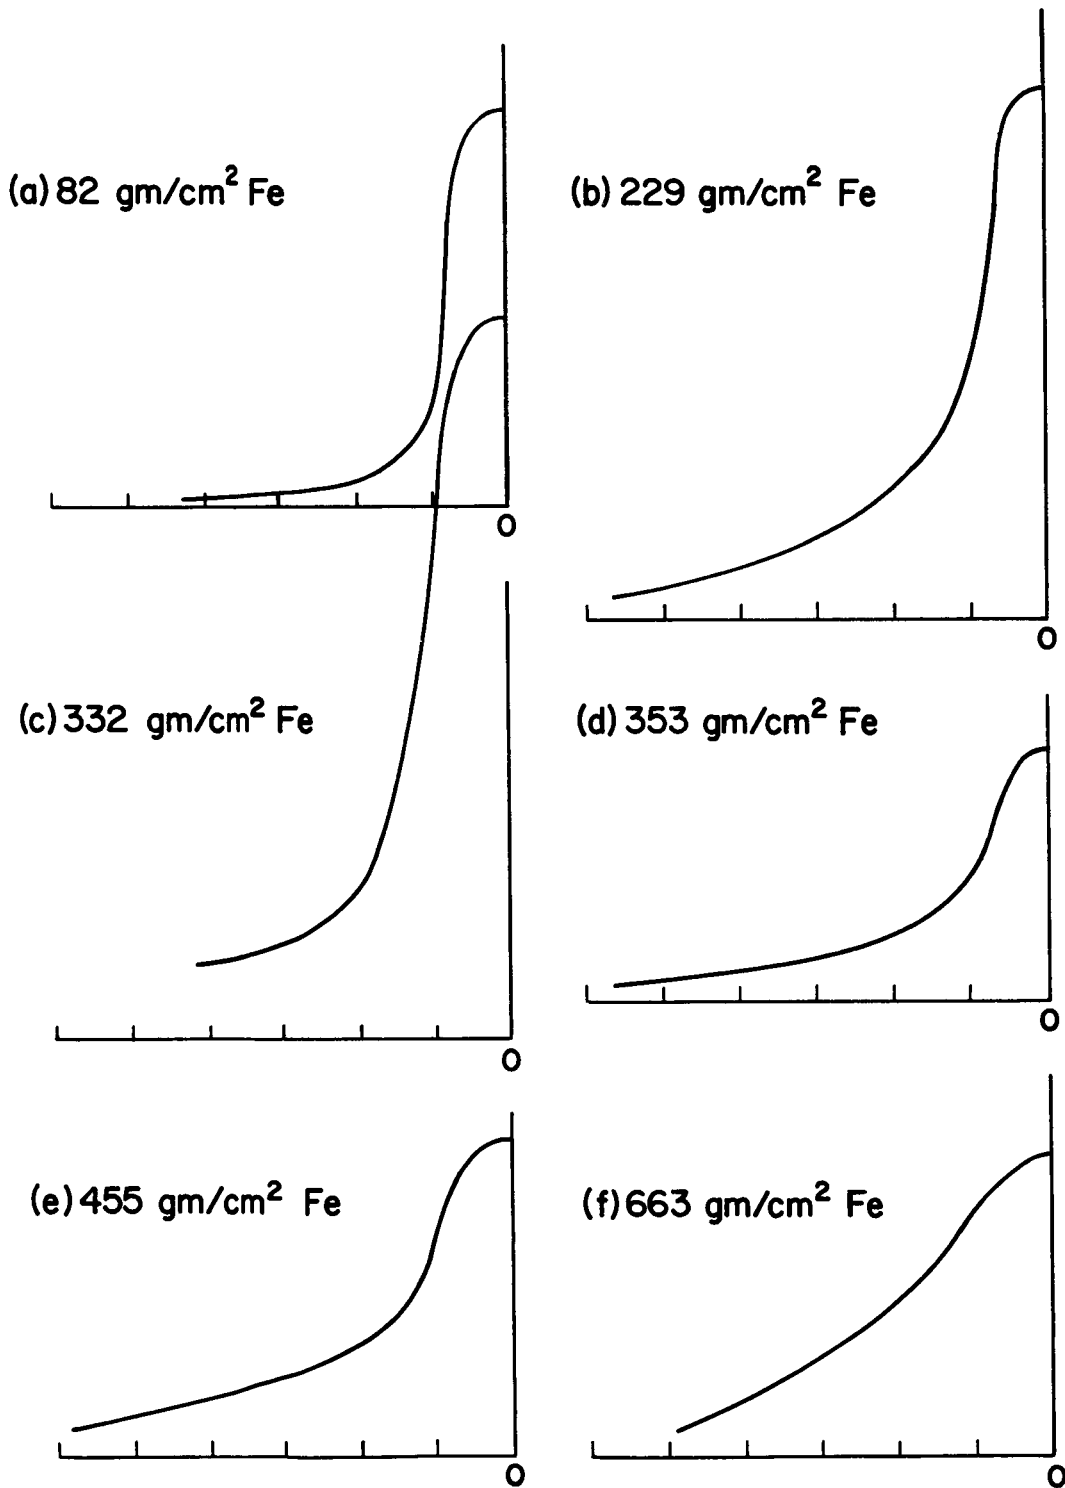 (a) 82 gm/cm² Fe
0
(b) 229 gm/cm² Fe
0
(c) 332 gm/cm² Fe
0
(d) 353 gm/cm² Fe
0
(e) 455 gm/cm² Fe
0
(f) 663 gm/cm² Fe
0